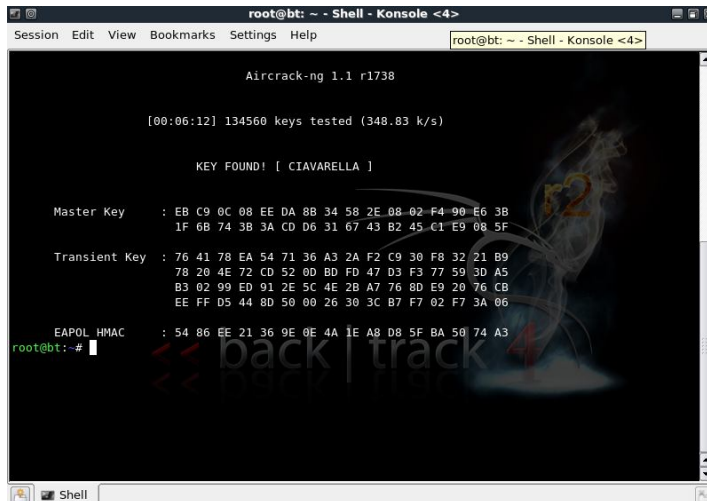 root@bt: ~ - Shell - Konsole <4>
Session Edit View Bookmarks Settings Help
root@bt: ~ - Shell - Konsole <4>
Aircrack-ng 1.1 r1738
[00:06:12] 134560 keys tested (348.83 k/s)
KEY FOUND! [ CIAVARELLA ]
Master Key : EB C9 0C 08 EE DA 8B 34 58 2E 08 02 F4 90 E6 3B
1F 6B 74 3B 3A CD D6 31 67 43 B2 45 C1 E9 08 5F
Transient Key : 76 41 78 EA 54 71 36 A3 2A F2 C9 30 F8 32 21 B9
78 20 4E 72 CD 52 0D BD FD 47 D3 F3 77 59 3D A5
B3 02 99 ED 91 2E 5C 4E 2B A7 76 8D E9 20 76 CB
EE FF D5 44 8D 50 00 26 30 3C B7 F7 02 F7 3A 06
EAPOL HMAC : 54 86 EE 21 36 9E 0E 4A 1E A8 D8 5F BA 50 74 A3
root@bt:~#
r2
<< back | track 4
Shell